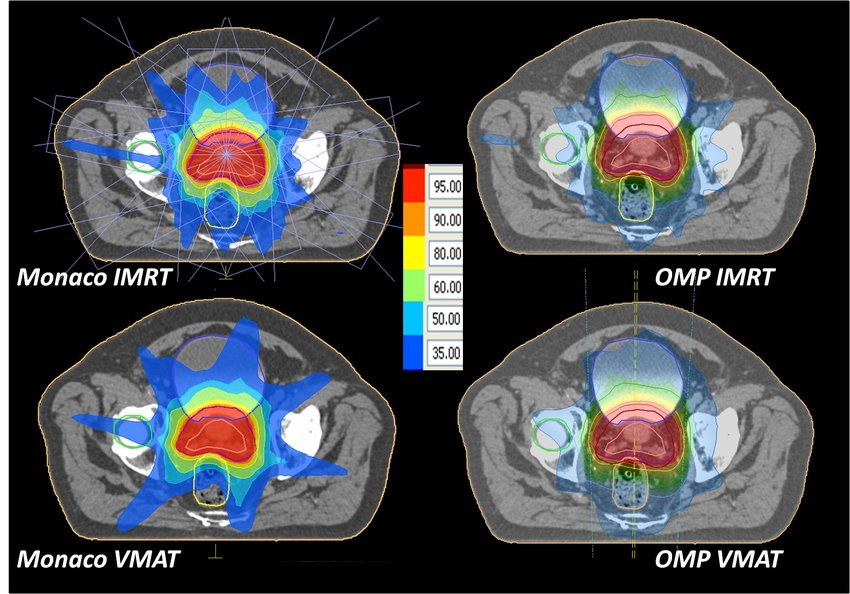 95.00
90.00
80.00
60.00
50.00
35.00
Monaco IMRT
OMP IMRT
Monaco VMAT
OMP VMAT